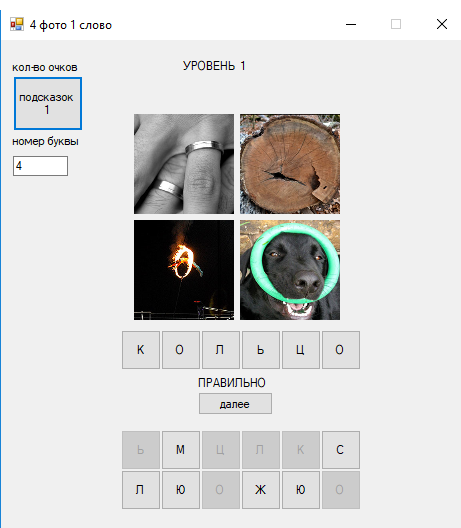 4 фото 1 слово
кол-во очков
УРОВЕНЬ 1
подсказок
1
номер буквы
4
К О Л Ь Ц О
ПРАВИЛЬНО
далее
Ь М Ц Л К С
Л Ю О Ж Ю О